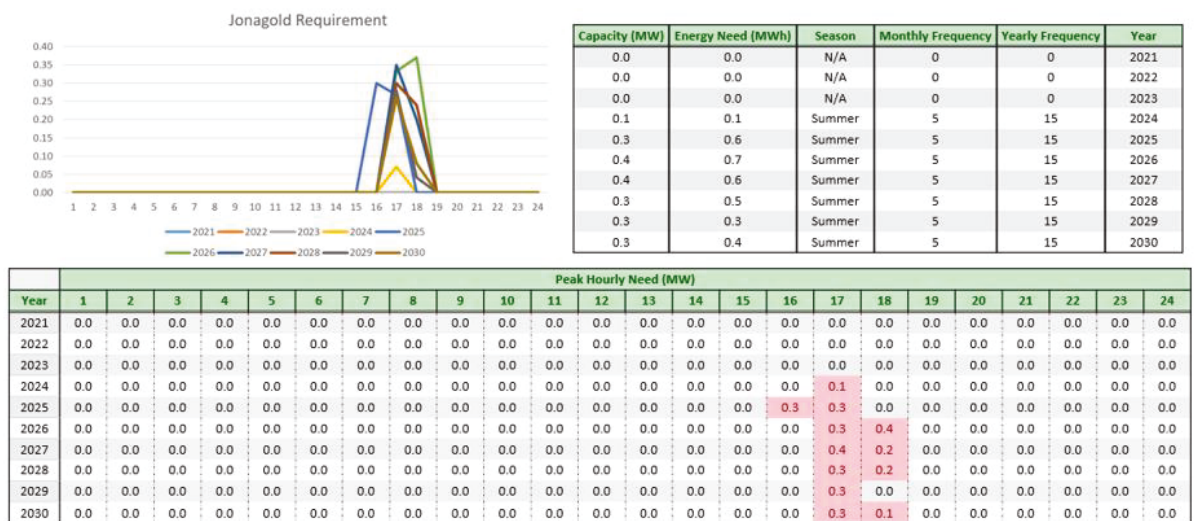 Jonagold Requirement
0.40
0.35
0.30
0.25
0.20
0.15
0.10
0.05
0.00
1 2 3 4 5 6 7 8 9 10 11 12 13 14 15 16 17 18 19 20 21 22 23 24
2021 2022 2023 2024 2025
2026 2027 2028 2029 2030
Capacity (MW) Energy Need (MWh) Season Monthly Frequency Yearly Frequency Year
0.0 0.0 N/A 0 0 2021
0.0 0.0 N/A 0 0 2022
0.0 0.0 N/A 0 0 2023
0.1 0.1 Summer 5 15 2024
0.3 0.6 Summer 5 15 2025
0.4 0.7 Summer 5 15 2026
0.4 0.6 Summer 5 15 2027
0.3 0.5 Summer 5 15 2028
0.3 0.3 Summer 5 15 2029
0.3 0.4 Summer 5 15 2030
Peak Hourly Need (MW)
Year 1 2 3 4 5 6 7 8 9 10 11 12 13 14 15 16 17 18 19 20 21 22 23 24
2021 0.0 0.0 0.0 0.0 0.0 0.0 0.0 0.0 0.0 0.0 0.0 0.0 0.0 0.0 0.0 0.0 0.0 0.0 0.0 0.0 0.0 0.0 0.0 0.0
2022 0.0 0.0 0.0 0.0 0.0 0.0 0.0 0.0 0.0 0.0 0.0 0.0 0.0 0.0 0.0 0.0 0.0 0.0 0.0 0.0 0.0 0.0 0.0 0.0
2023 0.0 0.0 0.0 0.0 0.0 0.0 0.0 0.0 0.0 0.0 0.0 0.0 0.0 0.0 0.0 0.0 0.0 0.0 0.0 0.0 0.0 0.0 0.0 0.0
2024 0.0 0.0 0.0 0.0 0.0 0.0 0.0 0.0 0.0 0.0 0.0 0.0 0.0 0.0 0.0 0.0 0.1 0.0 0.0 0.0 0.0 0.0 0.0 0.0
2025 0.0 0.0 0.0 0.0 0.0 0.0 0.0 0.0 0.0 0.0 0.0 0.0 0.0 0.0 0.0 0.3 0.3 0.0 0.0 0.0 0.0 0.0 0.0 0.0
2026 0.0 0.0 0.0 0.0 0.0 0.0 0.0 0.0 0.0 0.0 0.0 0.0 0.0 0.0 0.0 0.0 0.3 0.4 0.0 0.0 0.0 0.0 0.0 0.0
2027 0.0 0.0 0.0 0.0 0.0 0.0 0.0 0.0 0.0 0.0 0.0 0.0 0.0 0.0 0.0 0.0 0.4 0.2 0.0 0.0 0.0 0.0 0.0 0.0
2028 0.0 0.0 0.0 0.0 0.0 0.0 0.0 0.0 0.0 0.0 0.0 0.0 0.0 0.0 0.0 0.0 0.3 0.2 0.0 0.0 0.0 0.0 0.0 0.0
2029 0.0 0.0 0.0 0.0 0.0 0.0 0.0 0.0 0.0 0.0 0.0 0.0 0.0 0.0 0.0 0.0 0.3 0.0 0.0 0.0 0.0 0.0 0.0 0.0
2030 0.0 0.0 0.0 0.0 0.0 0.0 0.0 0.0 0.0 0.0 0.0 0.0 0.0 0.0 0.0 0.0 0.3 0.1 0.0 0.0 0.0 0.0 0.0 0.0